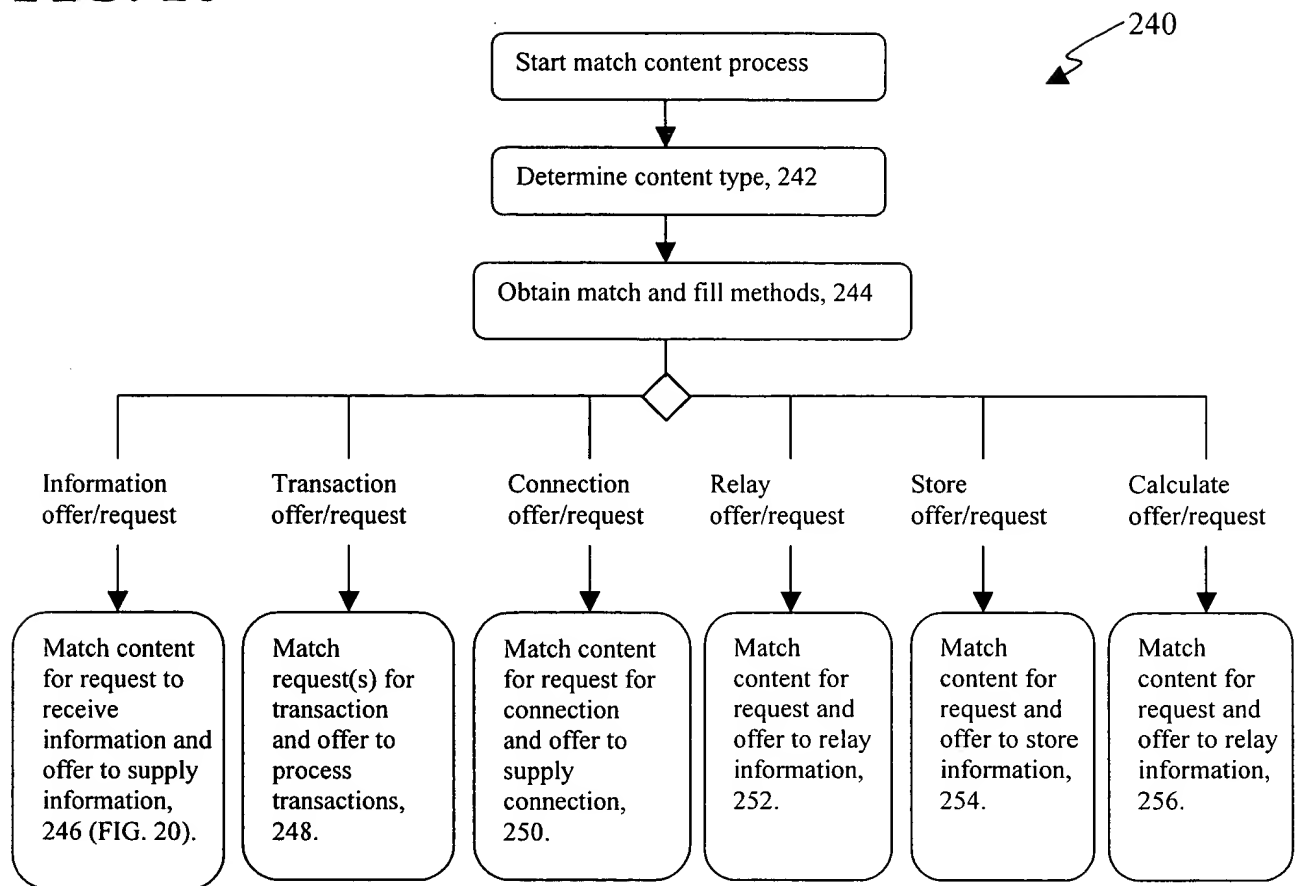 240
Start match content process
Determine content type, 242
Obtain match and fill methods, 244
Information
offer/request
Transaction
offer/request
Connection
offer/request
Relay
offer/request
Store
offer/request
Calculate
offer/request
Match content
for request to
receive
information and
offer to supply
information,
246 (FIG. 20).
Match
request(s) for
transaction
and offer to
process
transactions,
248.
Match content
for request for
connection
and offer to
supply
connection,
250.
Match
content for
request and
offer to relay
information,
252.
Match
content for
request and
offer to store
information,
254.
Match
content for
request and
offer to relay
information,
256.